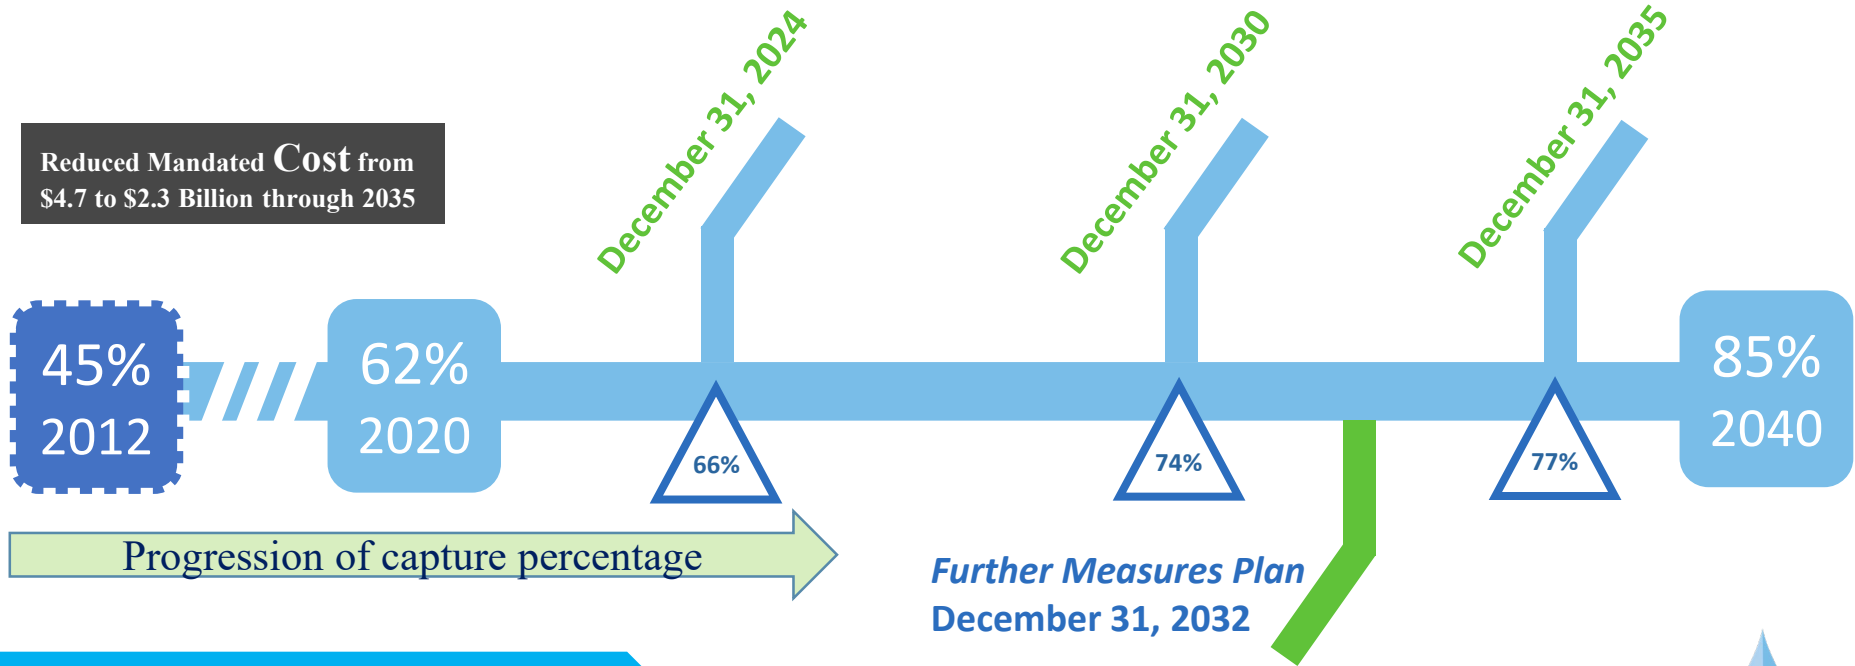 December 31, 2024
December 31, 2030
December 31, 2035
Reduced Mandated Cost from
$4.7 to $2.3 Billion through 2035
45%
2012
62%
2020
66%
74%
77%
85%
2040
Progression of capture percentage
Further Measures Plan
December 31, 2032